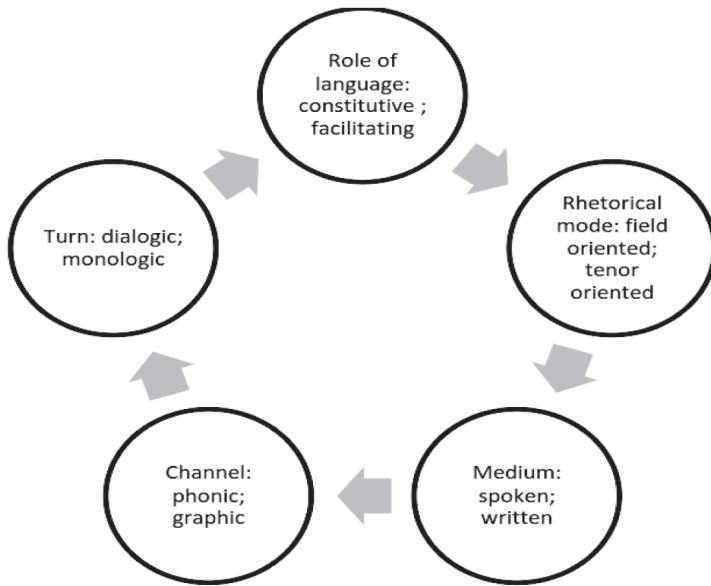 Role of
language:
constitutive ;
facilitating
Rhetorical
mode: field
oriented;
tenor
oriented
Medium:
spoken;
written
Channel:
phonic;
graphic
Turn: dialogic;
monologic